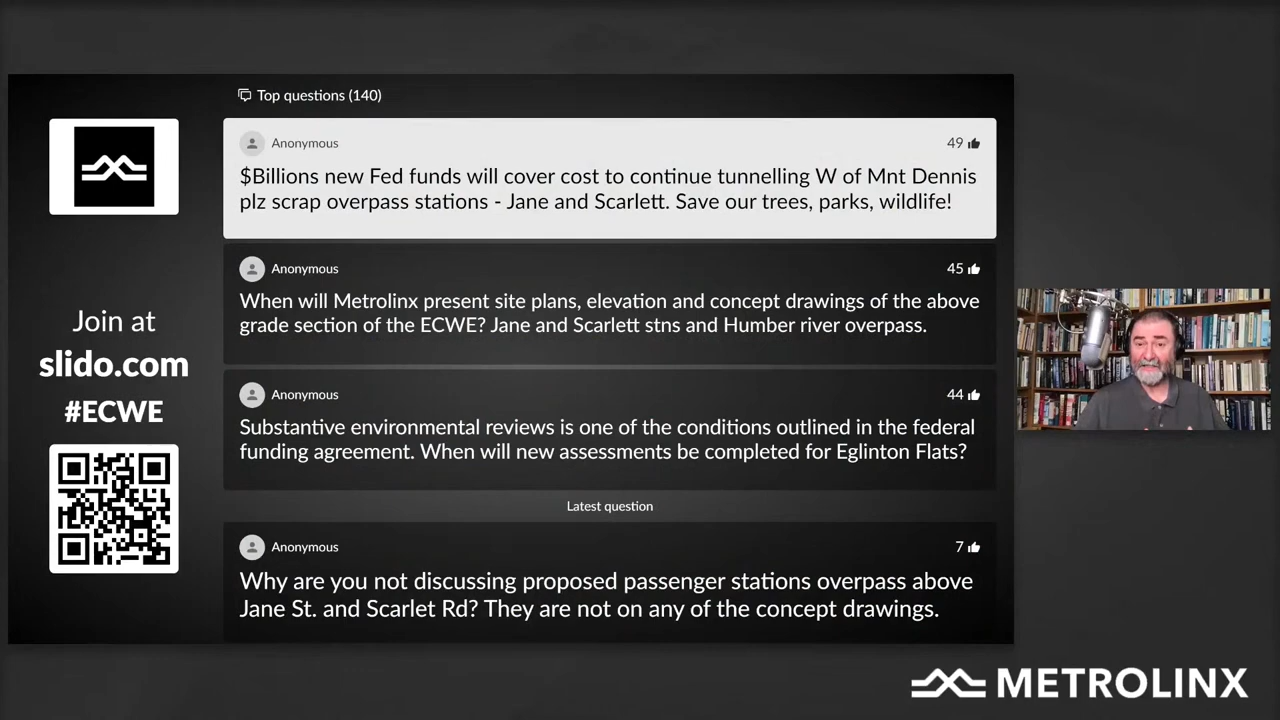 Top questions (140)
Anonymous
49
$Billions new Fed funds will cover cost to continue tunnelling W of Mnt Dennis
plz scrap overpass stations - Jane and Scarlett. Save our trees, parks, wildlife!
Anonymous
45
When will Metrolinx present site plans, elevation and concept drawings of the above
grade section of the ECWE? Jane and Scarlett stns and Humber river overpass.
Anonymous
44
Substantive environmental reviews is one of the conditions outlined in the federal
funding agreement. When will new assessments be completed for Eglinton Flats?
Latest question
Anonymous
7
Why are you not discussing proposed passenger stations overpass above
Jane St. and Scarlet Rd? They are not on any of the concept drawings.
Join at
slido.com
#ECWE
METROLINX